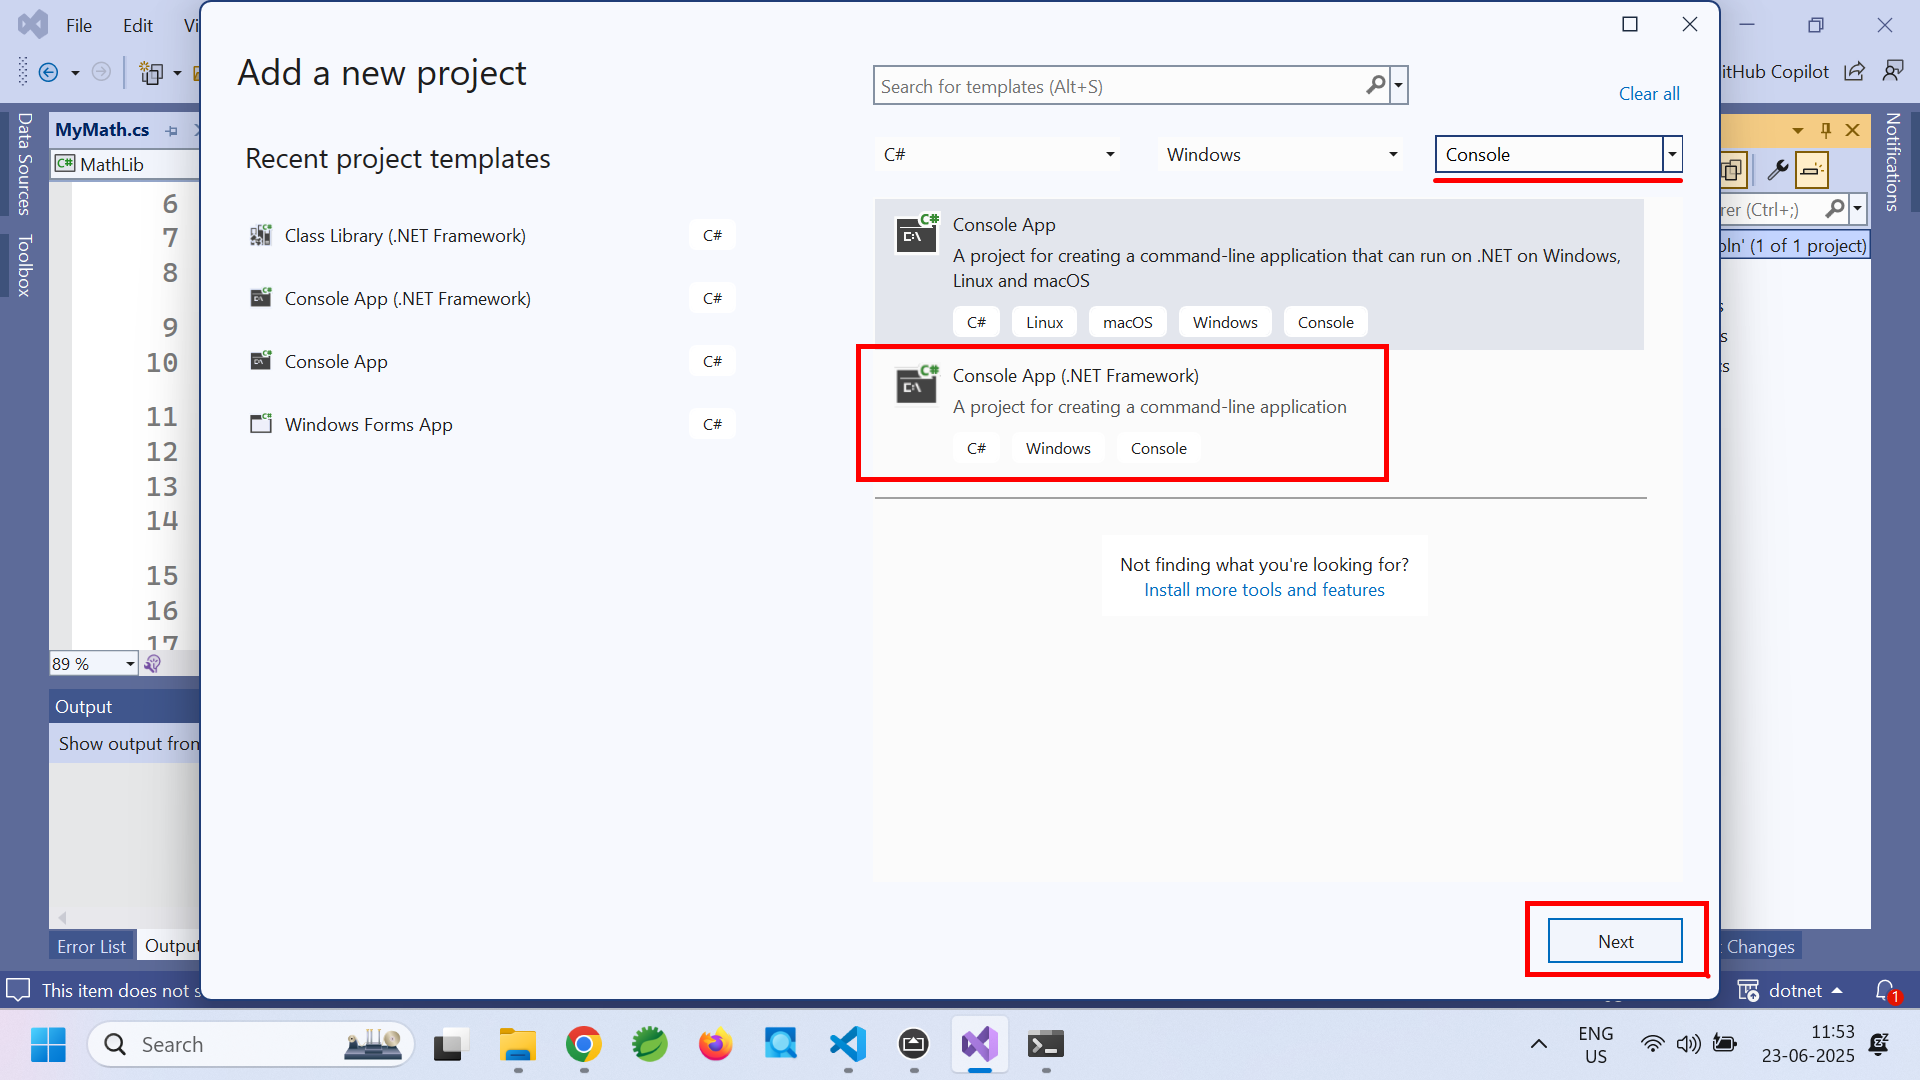 File Edit Vi
Add a new project
Search for templates (Alt+S)
Clear all
itHub Copilot
Data Sources
Toolbox
MyMath.cs
MathLib
6
7
8
9
10
11
12
13
14
15
16
17
89 %
Output
Show output fron
Error List
Output
Recent project templates
Class Library (.NET Framework) C#
Console App (.NET Framework) C#
Console App C#
Windows Forms App C#
C# Windows Console
Console App
A project for creating a command-line application that can run on .NET on Windows,
Linux and macOS
C# Linux macOS Windows Console
Console App (.NET Framework)
A project for creating a command-line application
C# Windows Console
Not finding what you're looking for?
Install more tools and features
Next
Notifications
rer (Ctrl+;)
oln' (1 of 1 project)
s
s
rs
Changes
This item does not s
dotnet
1
Search
ENG
US
11:53
23-06-2025